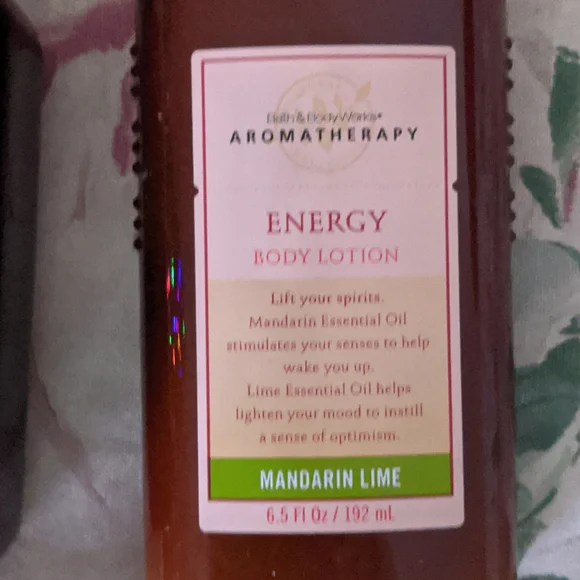 Bath & Body Works®
AROMATHERAPY
ENERGY
BODY LOTION
Lift your spirits.
Mandarin Essential Oil
stimulates your senses to help
wake you up.
Lime Essential Oil helps
lighten your mood to instill
a sense of optimism.
MANDARIN LIME
6.5 Fl Oz / 192 mL